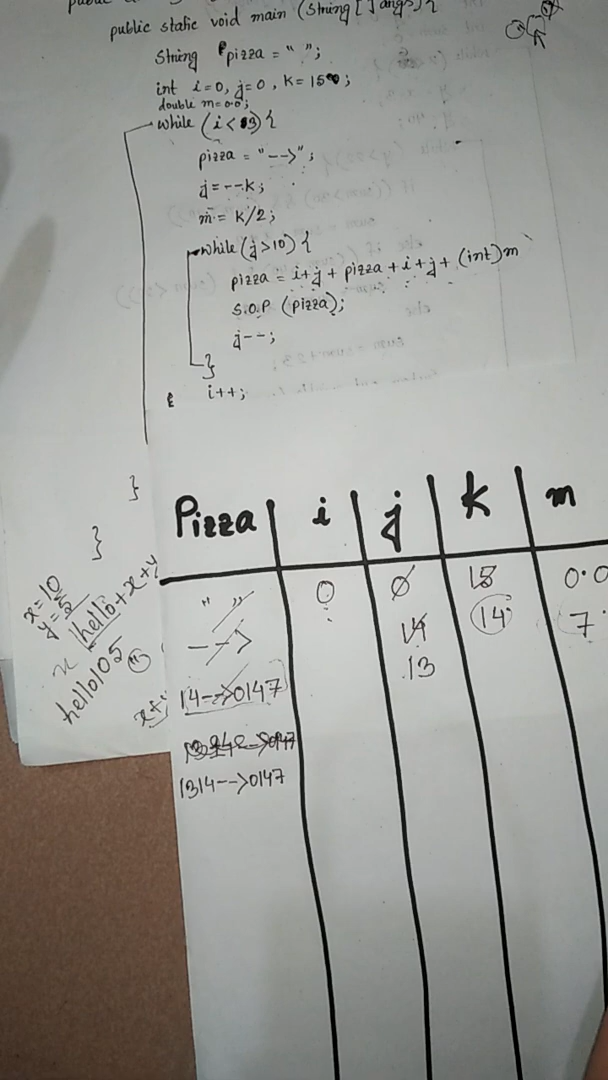 public static void main (String [ ] args) {
String pizza = " ";
int i=0, j=0, k=15;
double m=0.0;
while (i<3) {
pizza = "-->";
j=--k;
m= k/2;
while (j>10) {
pizza = i+j + pizza + i + j + (int)m
S.O.P (pizza);
j--;
}
i++;
}
}
Pizza i j k m
" " 0 0 15 0.0
--> 14 14 7
13
14-->0147
1314-->0147
x=10
y=5
"hello+x+y
hello105